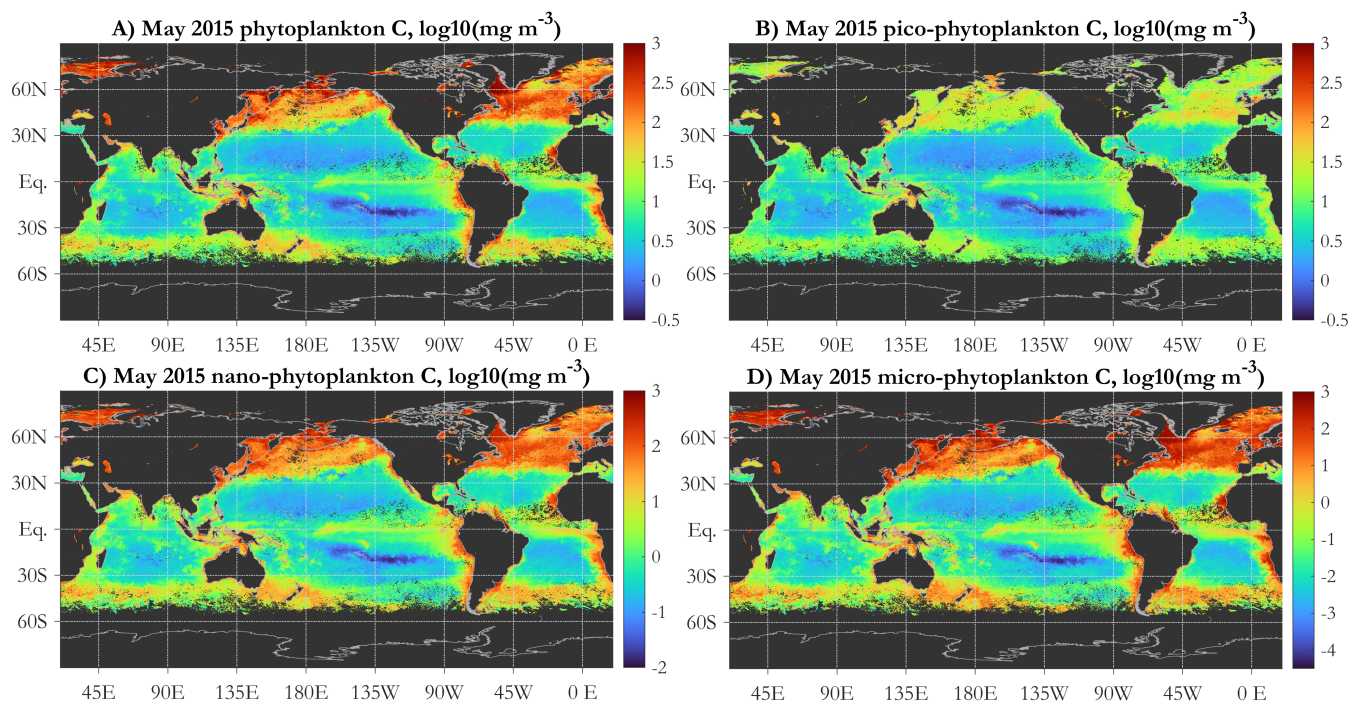 A) May 2015 phytoplankton C, log10(mg m-3)
B) May 2015 pico-phytoplankton C, log10(mg m-3)
60N
30N
Eq.
30S
60S
45E 90E 135E 180E 135W 90W 45W 0 E
3
2.5
2
1.5
1
0.5
0
-0.5
60N
30N
Eq.
30S
60S
45E 90E 135E 180E 135W 90W 45W 0 E
3
2.5
2
1.5
1
0.5
0
-0.5
C) May 2015 nano-phytoplankton C, log10(mg m-3)
D) May 2015 micro-phytoplankton C, log10(mg m-3)
60N
30N
Eq.
30S
60S
45E 90E 135E 180E 135W 90W 45W 0 E
3
2
1
0
-1
-2
60N
30N
Eq.
30S
60S
45E 90E 135E 180E 135W 90W 45W 0 E
3
2
1
0
-1
-2
-3
-4